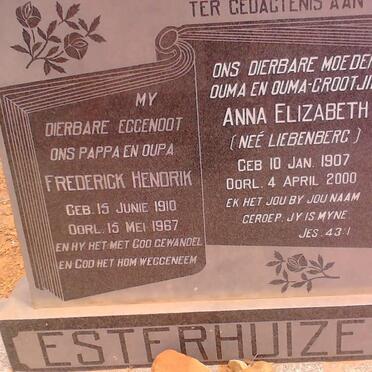 TER GEDAGTENIS AAN
MY
DIERBARE EGGENOOT
ONS PAPPA EN OUPA
FREDERICK HENDRIK
GEB. 15 JUNIE 1910
OORL. 15 MEI 1967
EN HY HET MET GOD GEWANDEL
EN GOD HET HOM WEGGENEEM
ONS DIERBARE MOEDER
OUMA EN OUMA-GROOTJIE
ANNA ELIZABETH
(NEÉ LIEBENBERG)
GEB 10 JAN. 1907
OORL. 4 APRIL 2000
EK HET JOU BY JOU NAAM
GEROEP, JY IS MYNE
JES. 43:1
ESTERHUIZE